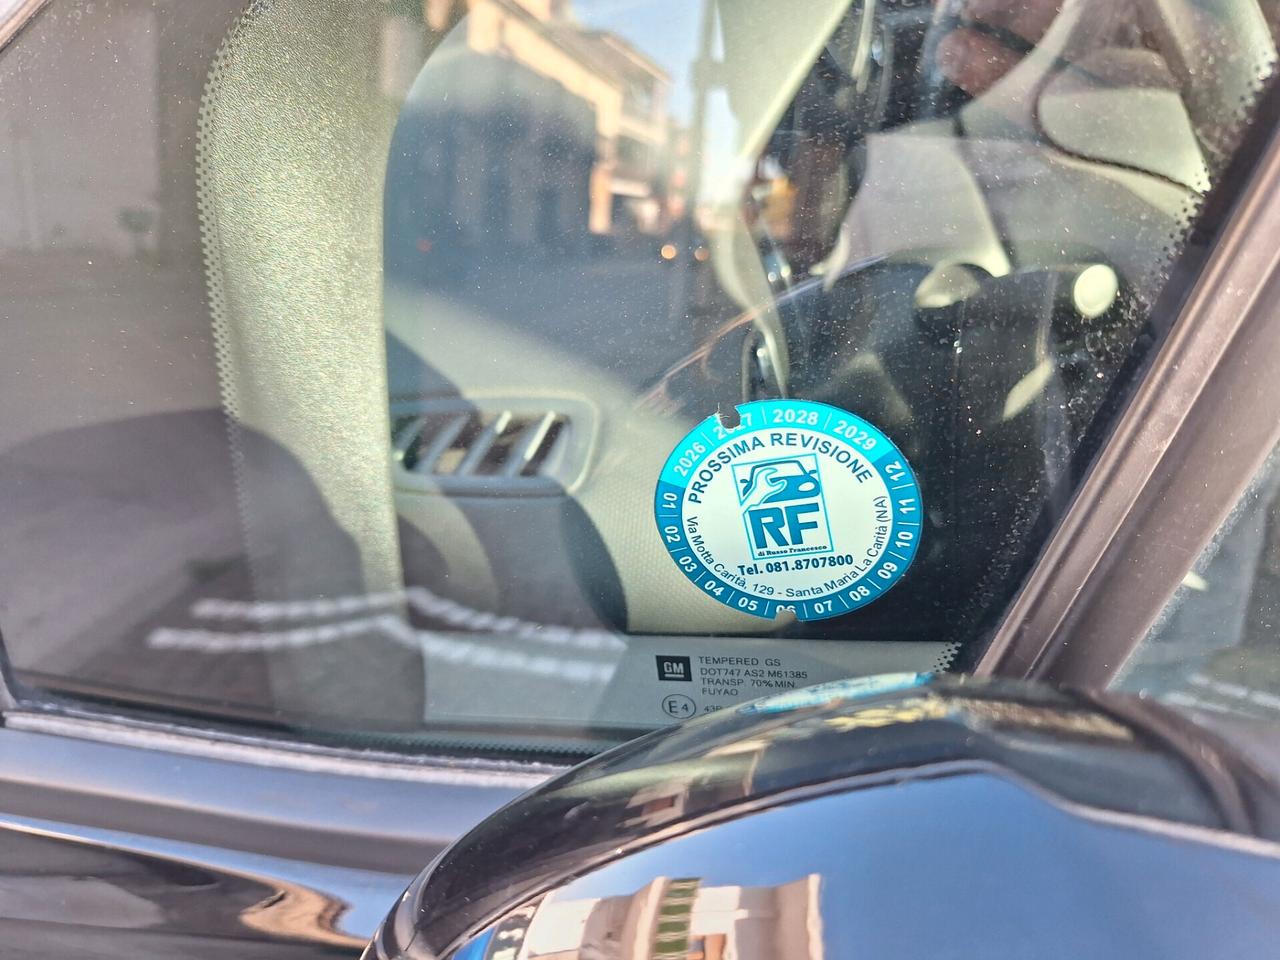 2026 | 2027 | 2028 | 2029
PROSSIMA REVISIONE
RF
di Russo Francesco
Tel. 081.8707800
Via Motta Carità, 129 - Santa Maria La Carità (NA)
01 | 02 | 03 | 04 | 05 | 06 | 07 | 08 | 09 | 10 | 11 | 12
GM
TEMPERED GS
DOT747 AS2 M61385
TRANSP. 70% MIN.
FUYAO
E4